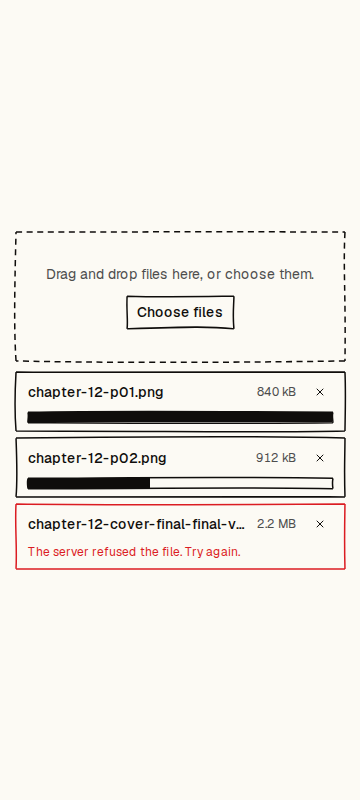 Drag and drop files here, or choose them.
Choose files
chapter-12-p01.png 840 kB ×
chapter-12-p02.png 912 kB ×
chapter-12-cover-final-final-v… 2.2 MB ×
The server refused the file. Try again.